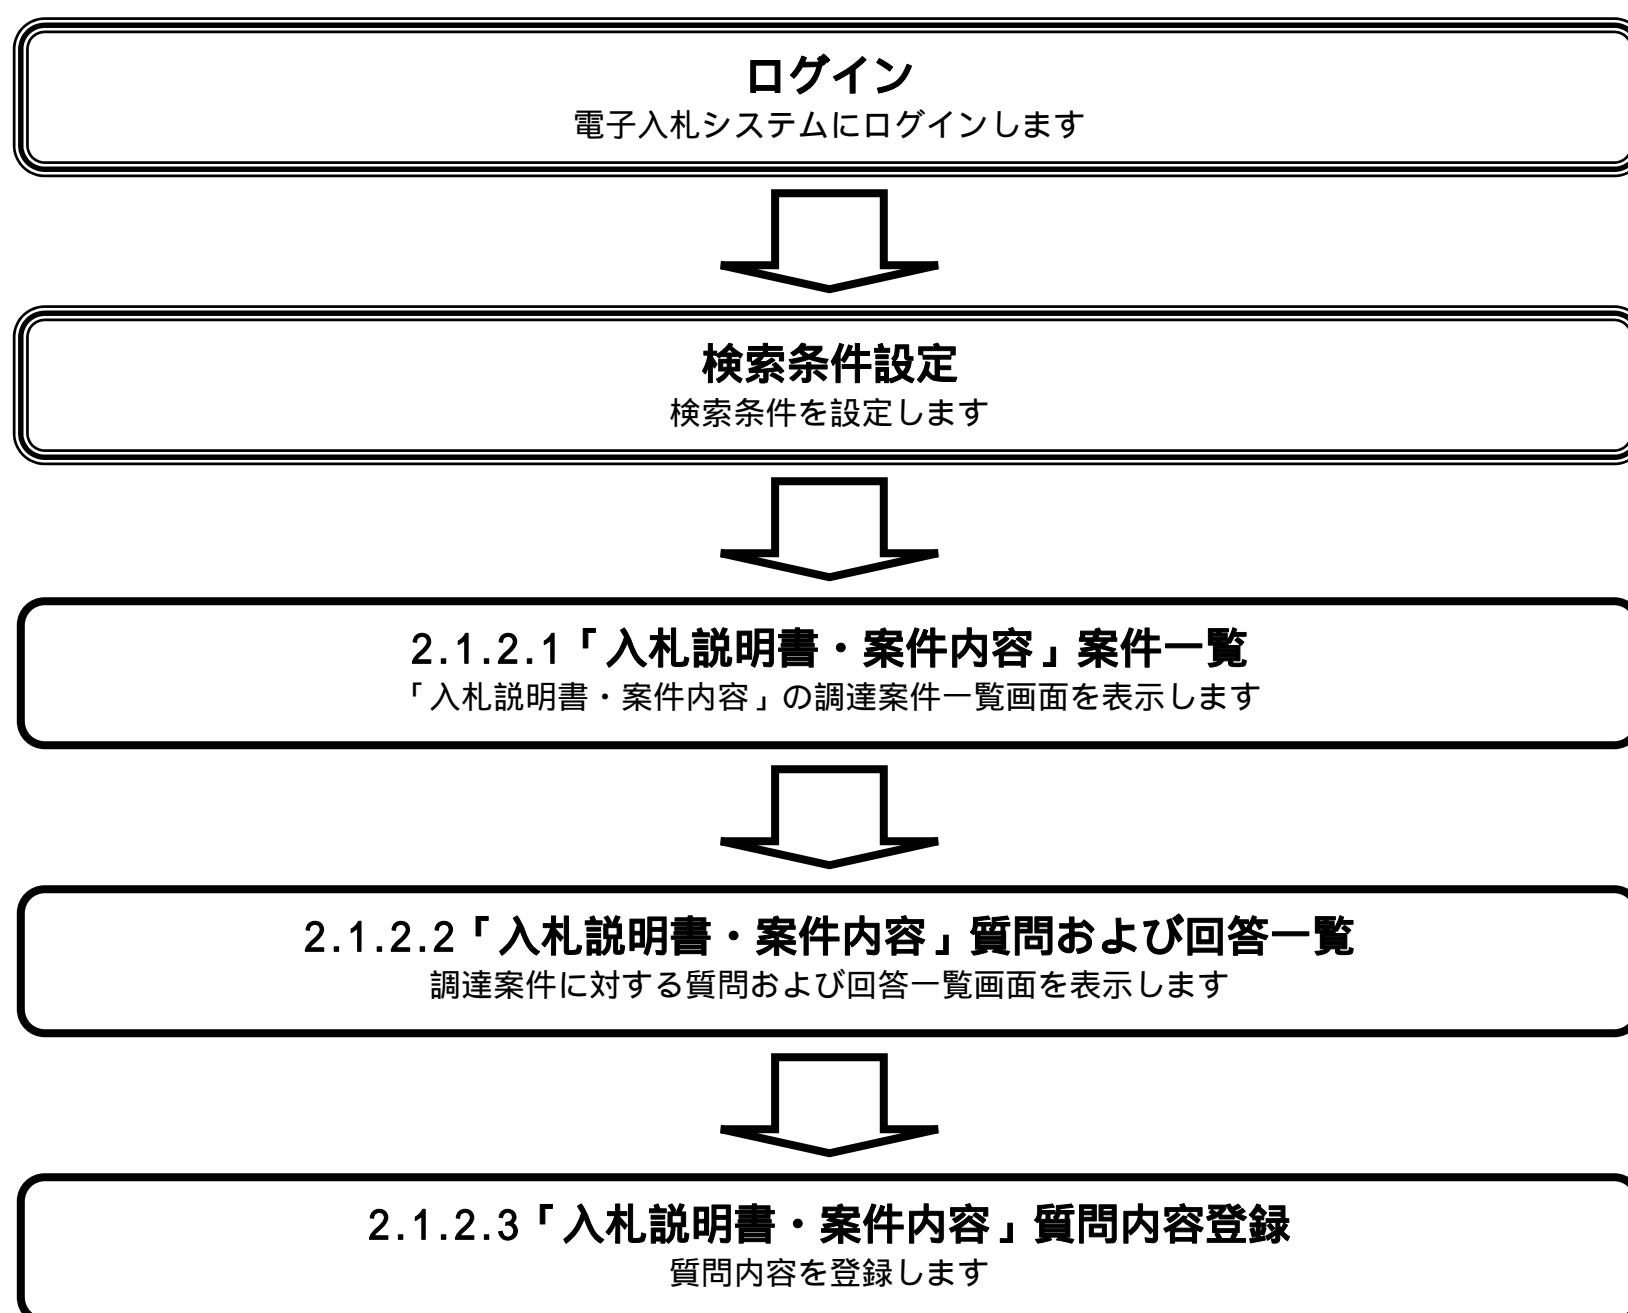 ログイン
電子入札システムにログインします
検索条件設定
検索条件を設定します
2.1.2.1「入札説明書・案件内容」案件一覧
「入札説明書・案件内容」の調達案件一覧画面を表示します
2.1.2.2「入札説明書・案件内容」質問および回答一覧
調達案件に対する質問および回答一覧画面を表示します
2.1.2.3「入札説明書・案件内容」質問内容登録
質問内容を登録します